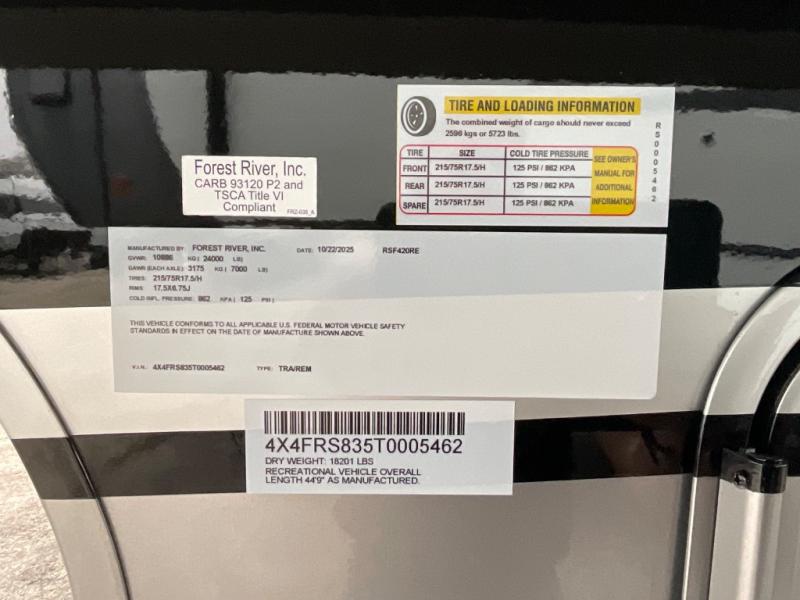 TIRE AND LOADING INFORMATION
The combined weight of cargo should never exceed
2596 kgs or 5723 lbs.
TIRE SIZE COLD TIRE PRESSURE
FRONT 215/75R17.5/H 125 PSI / 862 KPA
REAR 215/75R17.5/H 125 PSI / 862 KPA
SPARE 215/75R17.5/H 125 PSI / 862 KPA
SEE OWNER'S
MANUAL FOR
ADDITIONAL
INFORMATION
RS0005462
Forest River, Inc.
CARB 93120 P2 and
TSCA Title VI
Compliant
MANUFACTURED BY: FOREST RIVER, INC. DATE: 10/22/2025 RSF420RE
GVWR: 10886 KG ( 24000 LB)
GAWR (EACH AXLE): 3175 KG ( 7000 LB)
TIRES: 215/75R17.5/H
RIMS: 17.5X6.75J
COLD INFL. PRESSURE: 862 KPA ( 125 PSI )
THIS VEHICLE CONFORMS TO ALL APPLICABLE U.S. FEDERAL MOTOR VEHICLE SAFETY
STANDARDS IN EFFECT ON THE DATE OF MANUFACTURE SHOWN ABOVE.
V.I.N.: 4X4FRS835T0005462 TYPE: TRA/REM
4X4FRS835T0005462
DRY WEIGHT: 18201 LBS
RECREATIONAL VEHICLE OVERALL
LENGTH 44'9" AS MANUFACTURED.